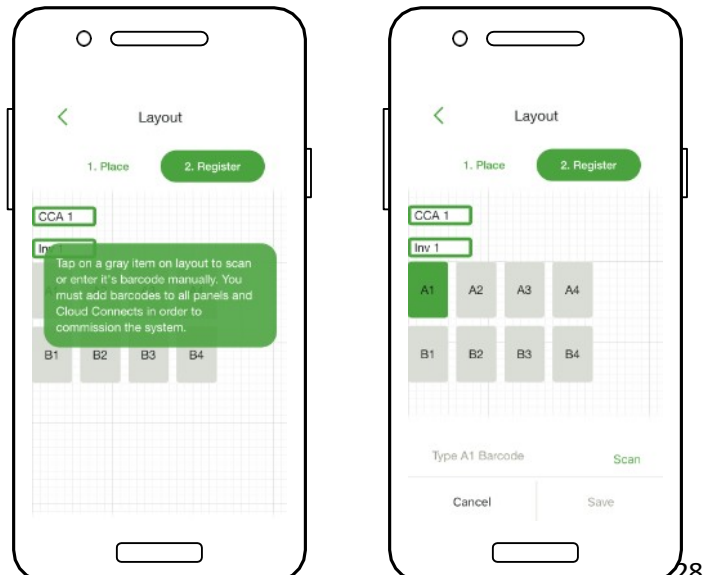 Layout
1. Place 2. Register
CCA 1
Inv 1
Tap on a gray item on layout to scan
or enter it's barcode manually. You
must add barcodes to all panels and
Cloud Connects in order to
commission the system.
B1 B2 B3 B4
Layout
1. Place 2. Register
CCA 1
Inv 1
A1 A2 A3 A4
B1 B2 B3 B4
Type A1 Barcode Scan
Cancel Save
28